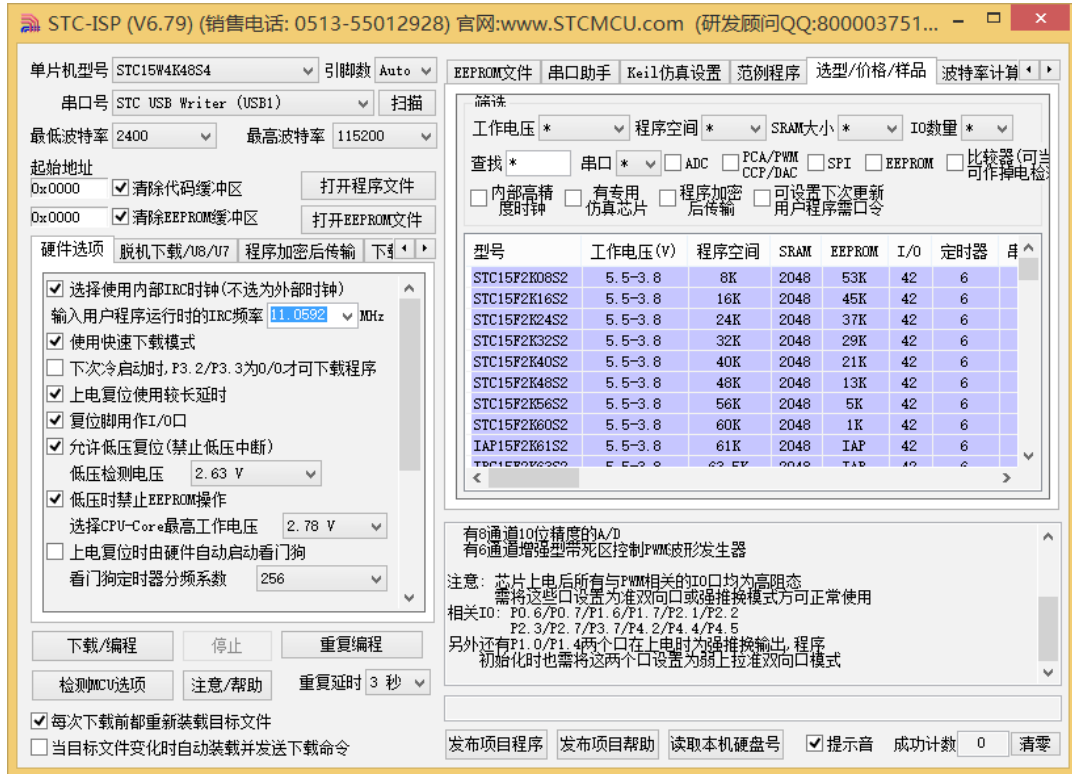 STC-ISP (V6.79) (销售电话: 0513-55012928) 官网:www.STCMCU.com (研发顾问QQ:800003751...
单片机型号 STC15W4K48S4 引脚数 Auto
串口号 STC USB Writer (USB1) 扫描
最低波特率 2400 最高波特率 115200
起始地址
0x0000 清除代码缓冲区 打开程序文件
0x0000 清除EEPROM缓冲区 打开EEPROM文件
硬件选项 脱机下载/U8/U7 程序加密后传输
选择使用内部IRC时钟(不选为外部时钟)
输入用户程序运行时的IRC频率 11.0592 MHz
使用快速下载模式
下次冷启动时,P3.2/P3.3为0/0才可下载程序
上电复位使用较长延时
复位脚用作I/O口
允许低压复位(禁止低压中断)
低压检测电压 2.63 V
低压时禁止EEPROM操作
选择CPU-Core最高工作电压 2.78 V
上电复位时由硬件自动启动看门狗
看门狗定时器分频系数 256
下载/编程 停止 重复编程
检测MCU选项 注意/帮助 重复延时 3 秒
每次下载前都重新装载目标文件
当目标文件变化时自动装载并发送下载命令
EEPROM文件 串口助手 Keil仿真设置 范例程序 选型/价格/样品 波特率计算
筛选
工作电压 * 程序空间 * SRAM大小 * IO数量 *
查找 * 串口 * ADC PCA/PWM CCP/DAC SPI EEPROM 比较器(可当 可作掉电检测
内部高精度时钟 有专用仿真芯片 程序加密后传输 可设置下次更新用户程序需口令
型号 工作电压(V) 程序空间 SRAM EEPROM I/O 定时器 串
STC15F2K08S2 5.5-3.8 8K 2048 53K 42 6
STC15F2K16S2 5.5-3.8 16K 2048 45K 42 6
STC15F2K24S2 5.5-3.8 24K 2048 37K 42 6
STC15F2K32S2 5.5-3.8 32K 2048 29K 42 6
STC15F2K40S2 5.5-3.8 40K 2048 21K 42 6
STC15F2K48S2 5.5-3.8 48K 2048 13K 42 6
STC15F2K56S2 5.5-3.8 56K 2048 5K 42 6
STC15F2K60S2 5.5-3.8 60K 2048 1K 42 6
IAP15F2K61S2 5.5-3.8 61K 2048 IAP 42 6
5.5-3.8 63.5K 2048 IAP 42 6
有8通道10位精度的A/D
有6通道增强型带死区控制PWM波形发生器
注意: 芯片上电后所有与PWM相关的IO口均为高阻态
需将这些口设置为准双向口或强推挽模式方可正常使用
相关IO: P0.6/P0.7/P1.6/P1.7/P2.1/P2.2
P2.3/P2.7/P3.7/P4.2/P4.4/P4.5
另外还有P1.0/P1.4两个口在上电时为强推挽输出,程序
初始化时也需将这两个口设置为弱上拉准双向口模式
发布项目程序 发布项目帮助 读取本机硬盘号 提示音 成功计数 0 清零